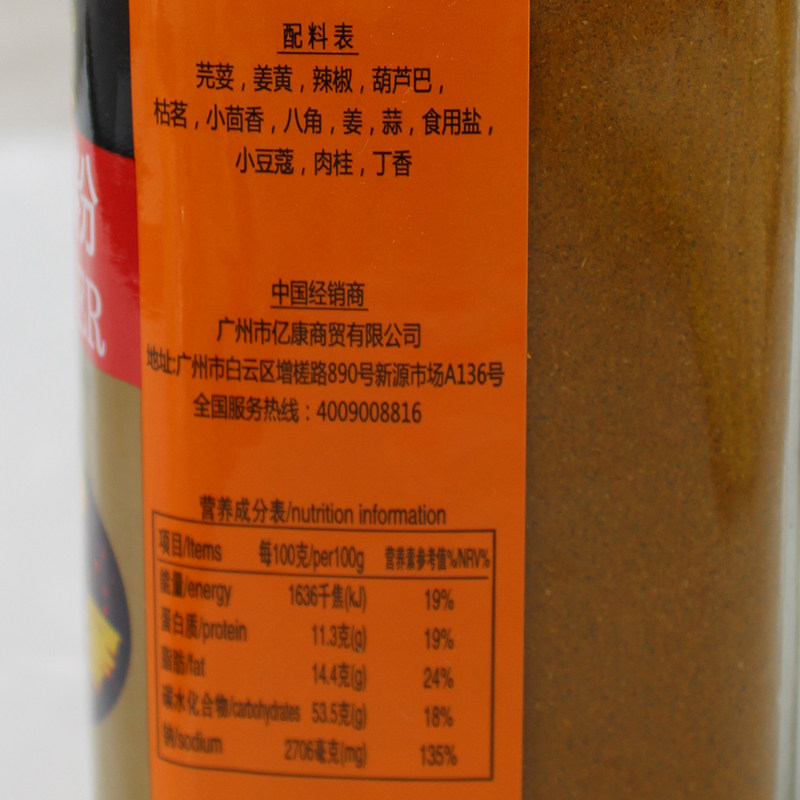 配料表
芫荽，姜黄，辣椒，葫芦巴，
枯茗，小茴香，八角，姜，蒜，食用盐，
小豆蔻，肉桂，丁香
粉
ER
中国经销商
广州市亿康商贸有限公司
地址:广州市白云区增槎路890号新源市场A136号
全国服务热线：4009008816
营养成分表/nutrition information
项目/Items 每100克/per100g 营养素参考值%/NRV%
能量/energy 1636千焦(kJ) 19%
蛋白质/protein 11.3克(g) 19%
脂肪/fat 14.4克(g) 24%
碳水化合物/carbohydrates 53.5克(g) 18%
钠/sodium 2706毫克(mg) 135%